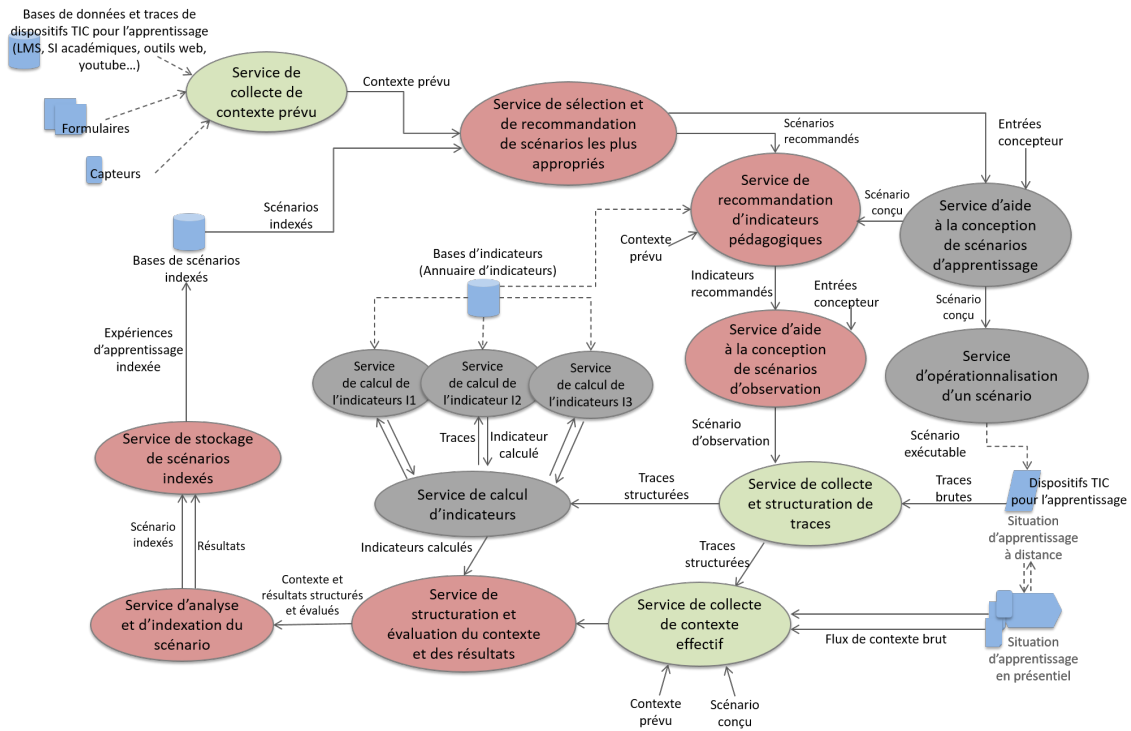 Bases de données et traces de
dispositifs TIC pour l'apprentissage
(LMS, SI académiques, outils web,
youtube...)
Service de
collecte de
contexte prévu
Contexte prévu
Formulaires
Capteurs
Service de sélection et
de recommandation
de scénarios les plus
appropriés
Scénarios
recommandés
Entrées
concepteur
Service de
recommandation
d'indicateurs
pédagogiques
Scénario
conçu
Service d'aide
à la conception
de scénarios
d'apprentissage
Scénarios
indexés
Bases de scénarios
indexés
Contexte
prévu
Bases d'indicateurs
(Annuaire d'indicateurs)
Indicateurs
recommandés
Entrées
concepteur
Scénario
conçu
Expériences
d'apprentissage
indexée
Service
de calcul de
l'indicateurs I1
Service
de calcul de
l'indicateur I2
Service
de calcul de
l'indicateurs I3
Service d'aide
à la conception
de scénarios
d'observation
Service
d'opérationnalisation
d'un scénario
Traces
Indicateur
calculé
Scénario
d'observation
Scénario
exécutable
Service de stockage
de scénarios
indexés
Service de calcul
d'indicateurs
Traces
structurées
Service de collecte
et structuration de
traces
Traces
brutes
Dispositifs TIC
pour l'apprentissage
Situation
d'apprentissage
à distance
Scénario
indexés
Résultats
Indicateurs calculés
Traces
structurées
Contexte et
résultats structurés
et évalués
Service d'analyse
et d'indexation du
scénario
Service de
structuration et
évaluation du contexte
et des résultats
Service de collecte
de contexte
effectif
Flux de contexte brut
Situation
d'apprentissage
en présentiel
Contexte
prévu
Scénario
conçu